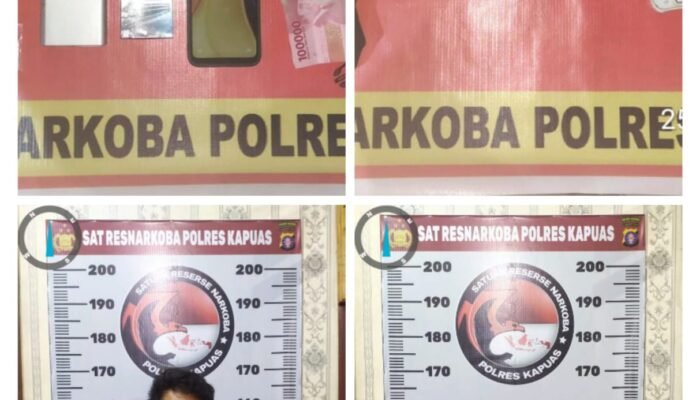 100000
ARKOBA POLRE
ARKOBA POLRES
25
SAT RESNARKOBA POLRES KAPUAS
200 200
190 190
180 180
170 170
SATUAN RESERSE NARKOBA
POLRES KAPUAS
SAT RESNARKOBA POLRES KAPUAS
200 200
190 190
180 180
170 170
SATUAN RESERSE NARKOBA
POLRES KAPUAS